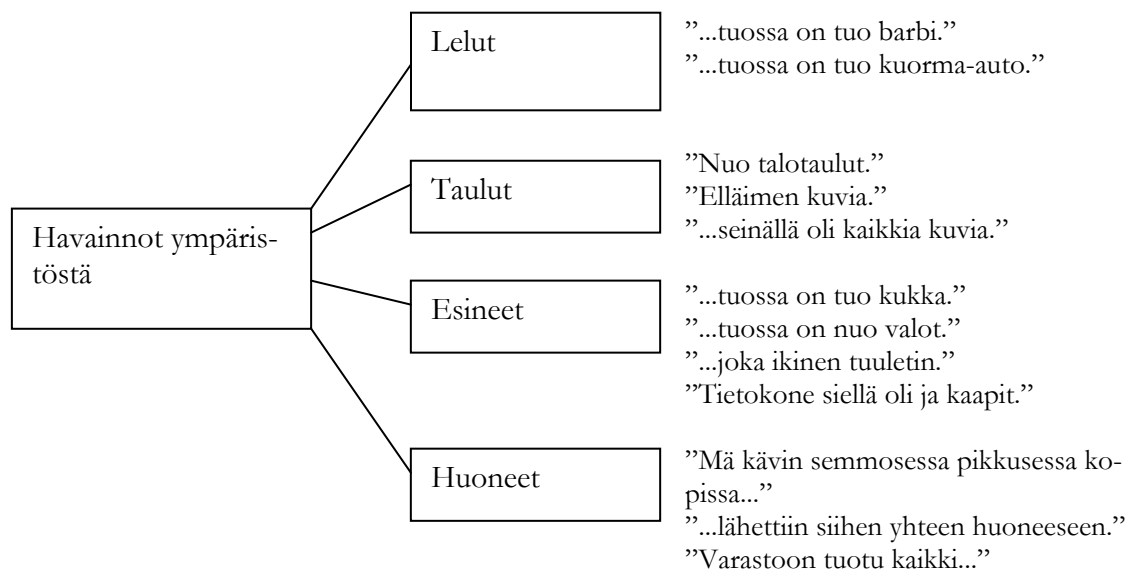 Havainnot ympäris-
töstä
Lelut
”...tuossa on tuo barbi.”
”...tuossa on tuo kuorma-auto.”
Taulut
”Nuo talotaulut.”
”Elläimen kuvia.”
”...seinällä oli kaikkia kuvia.”
Esineet
”...tuossa on tuo kukka.”
”...tuossa on nuo valot.”
”...joka ikinen tuuletin.”
”Tietokone siellä oli ja kaapit.”
Huoneet
”Mä kävin semmosessa pikkusessa ko-
pissa...”
”...lähettiin siihen yhteen huoneeseen.”
”Varastoon tuotu kaikki...”